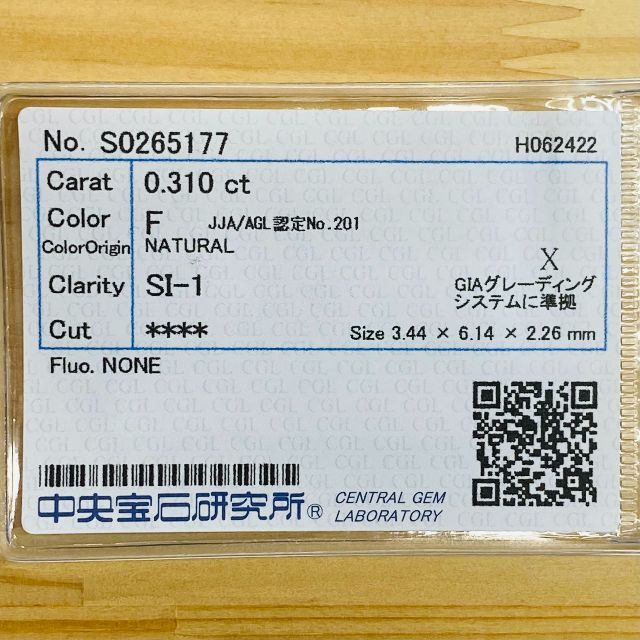 No. S0265177 H062422
Carat 0.310 ct
Color F JJA/AGL認定No.201
ColorOrigin NATURAL
X
Clarity SI-1 GIAグレーディング
システムに準拠
Cut **** Size 3.44 × 6.14 × 2.26 mm
Fluo. NONE
中央宝石研究所® CENTRAL GEM
LABORATORY